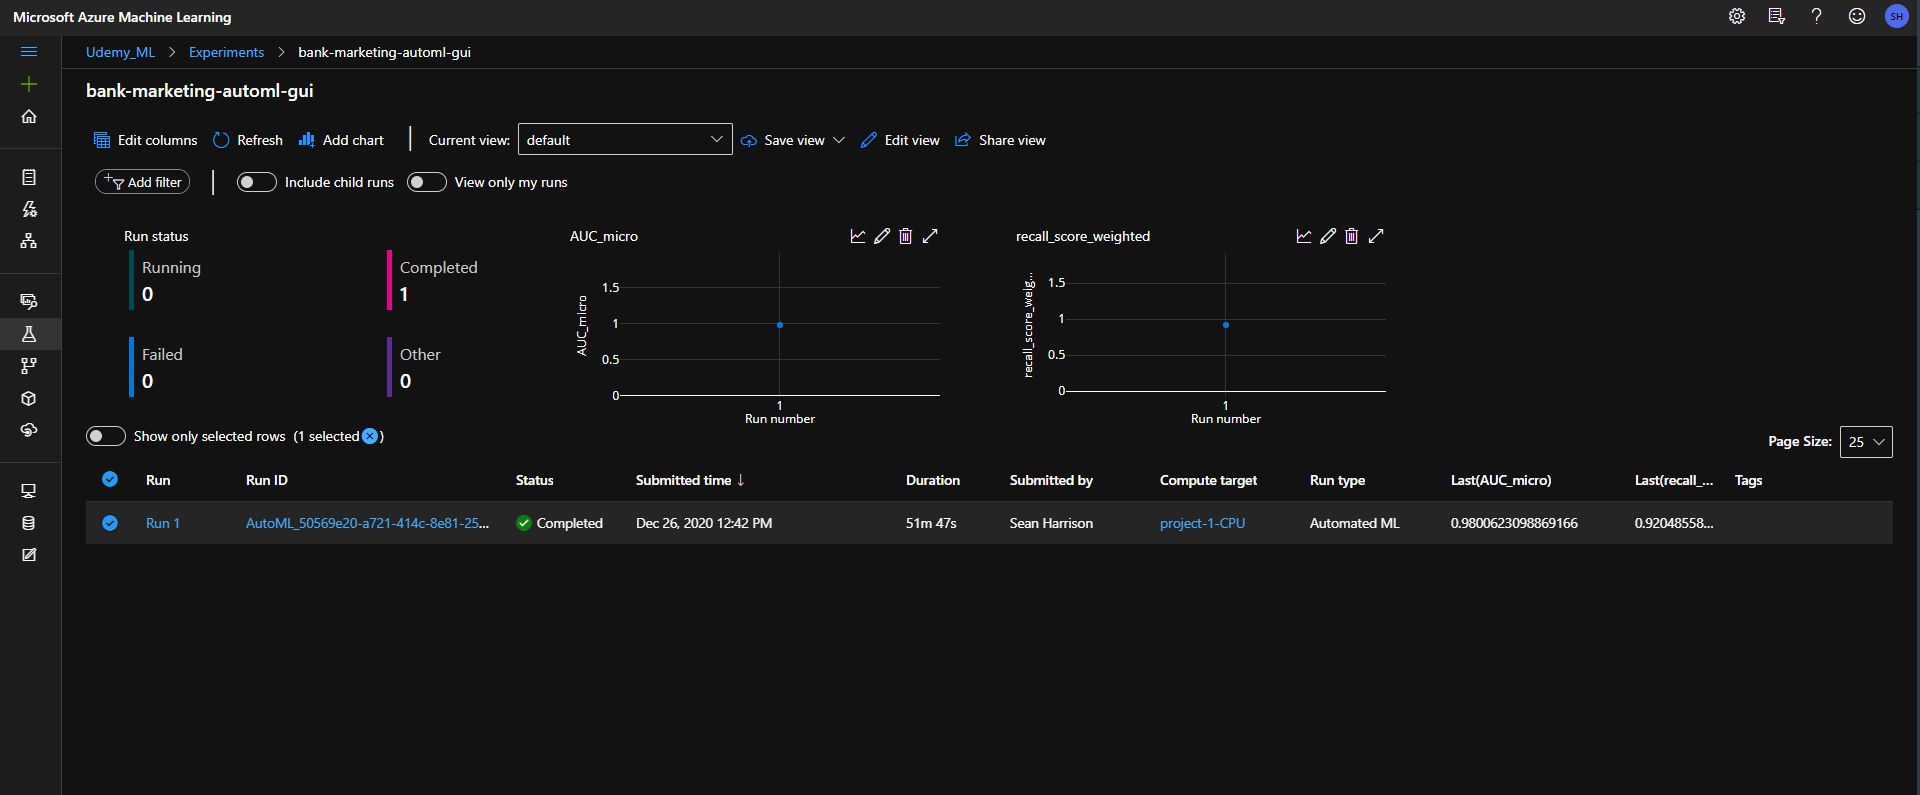 Microsoft Azure Machine Learning
SH
Udemy_ML > Experiments > bank-marketing-automl-gui
bank-marketing-automl-gui
Edit columns Refresh Add chart Current view: default Save view Edit view Share view
Add filter Include child runs View only my runs
Run status
Running
0
Completed
1
Failed
0
Other
0
AUC_micro
AUC_micro
1.5
1
0.5
0
1
Run number
recall_score_weighted
recall_score_weig...
1.5
1
0.5
0
1
Run number
Show only selected rows (1 selected )
Page Size: 25
Run Run ID Status Submitted time ↓ Duration Submitted by Compute target Run type Last(AUC_micro) Last(recall_... Tags
Run 1 AutoML_50569e20-a721-414c-8e81-25... Completed Dec 26, 2020 12:42 PM 51m 47s Sean Harrison project-1-CPU Automated ML 0.9800623098869166 0.92048558...